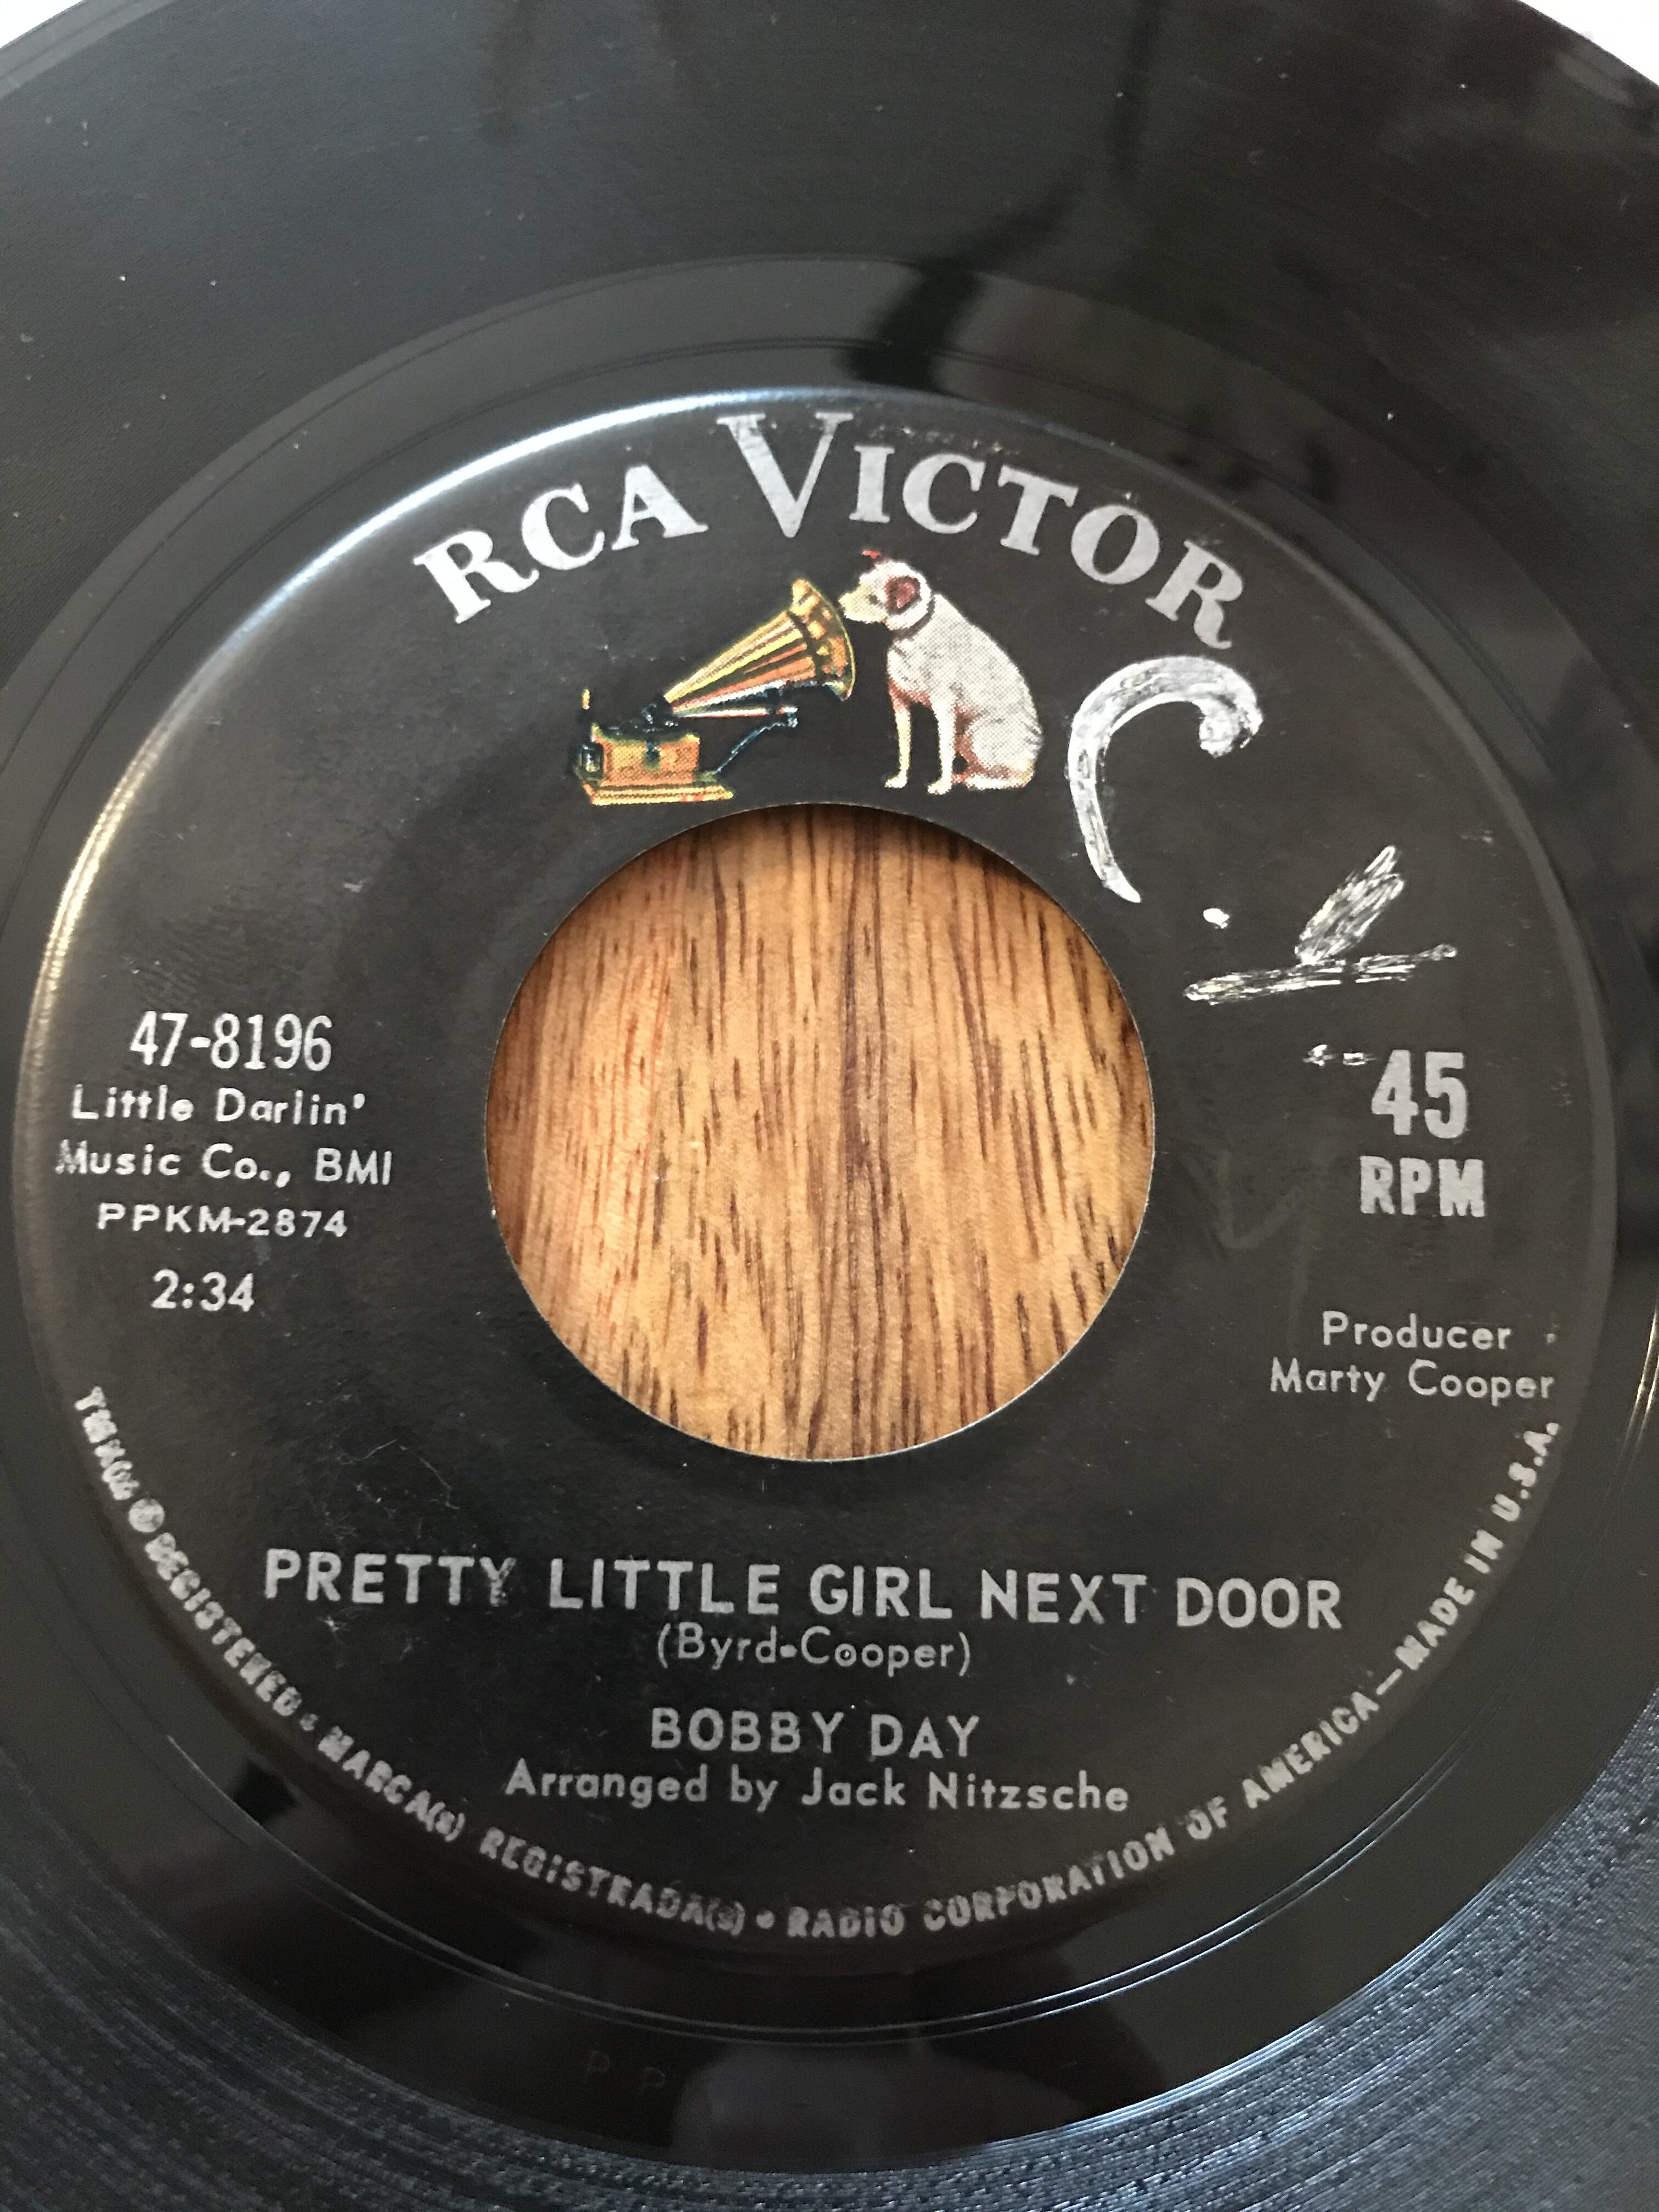 RCA VICTOR
C.
47-8196
Little Darlin'
Music Co., BMI
PPKM-2874
2:34
45
RPM
Producer
Marty Cooper
PRETTY LITTLE GIRL NEXT DOOR
(Byrd-Cooper)
BOBBY DAY
Arranged by Jack Nitzsche
TMK(s) ® REGISTERED • MARCA(s) REGISTRADA(s) • RADIO CORPORATION OF AMERICA—MADE IN U.S.A.